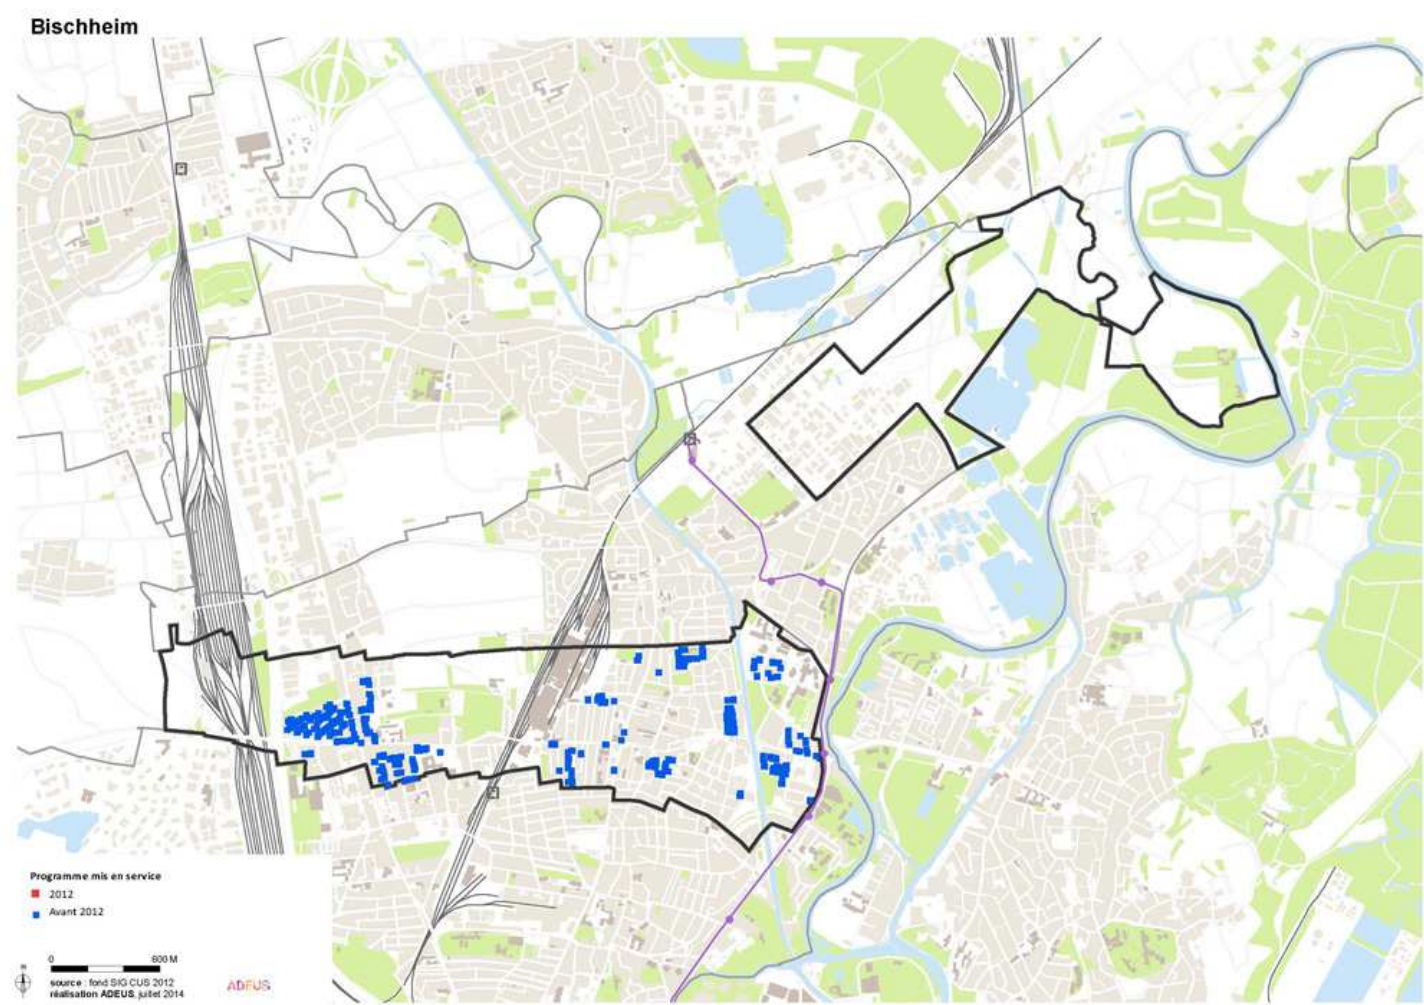 Bischheim
Programme mis en service
2012
Avant 2012
0 600 M
source : fond SIG CUS 2012
réalisation ADEUS, juillet 2014
ADEUS